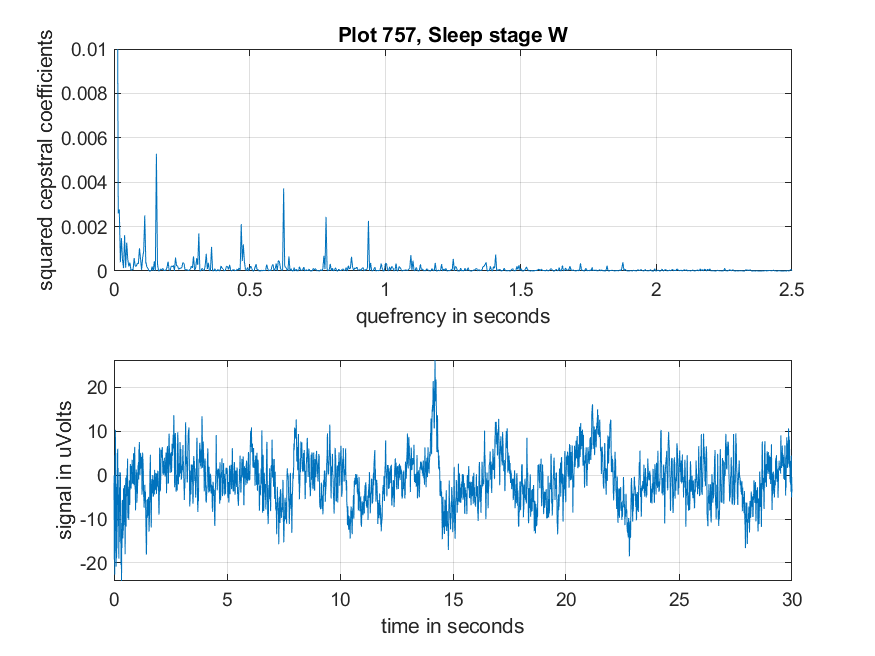 Plot 757, Sleep stage W
squared cepstral coefficients
0.01
0.008
0.006
0.004
0.002
0
0 0.5 1 1.5 2 2.5
quefrency in seconds
signal in uVolts
20
10
0
-10
-20
0 5 10 15 20 25 30
time in seconds